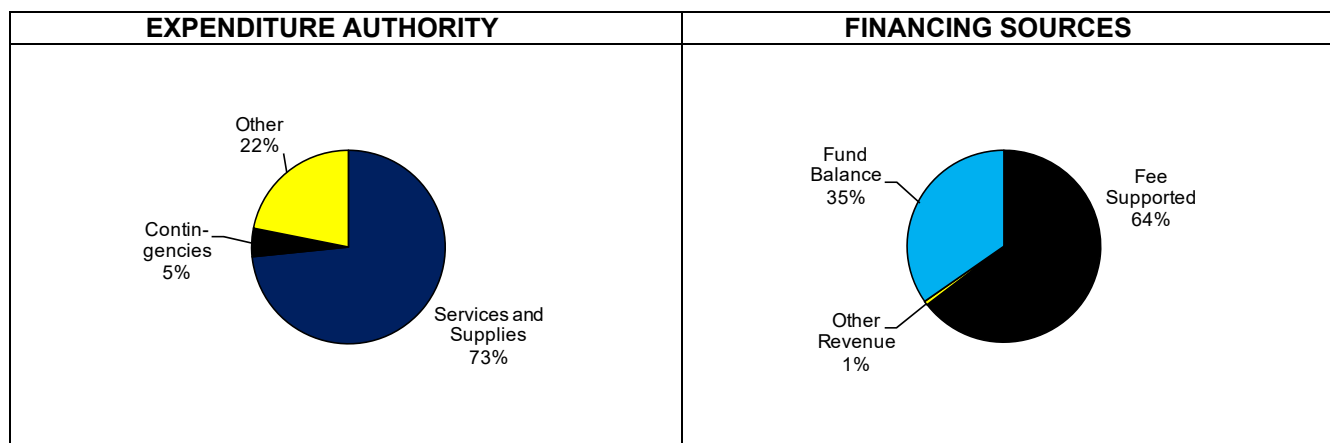 EXPENDITURE AUTHORITY
FINANCING SOURCES
Other
22%
Contin-
gencies
5%
Services and
Supplies
73%
Fund
Balance
35%
Fee
Supported
64%
Other
Revenue
1%